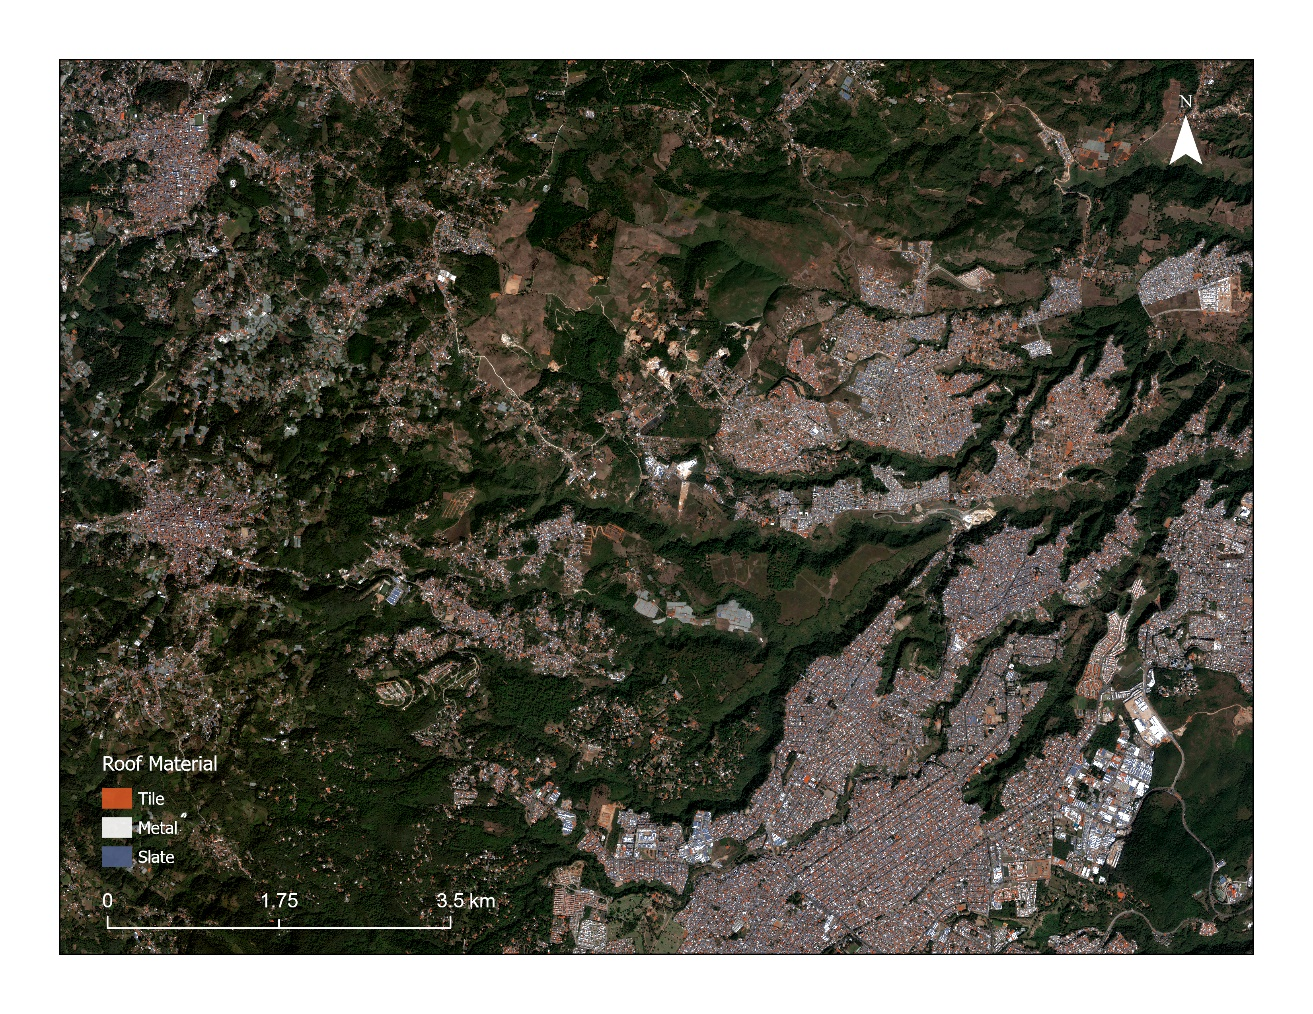 N
Roof Material
Tile
Metal
Slate
0 1.75 3.5 km